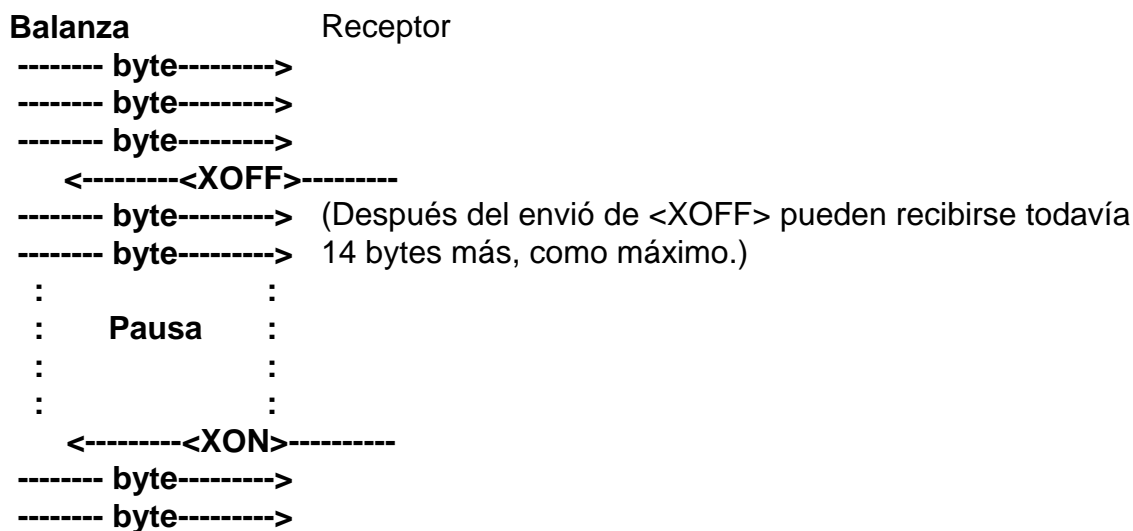 Balanza Receptor
-------- byte--------->
-------- byte--------->
-------- byte--------->
<---------<XOFF>---------
-------- byte---------> (Después del envió de <XOFF> pueden recibirse todavía
-------- byte---------> 14 bytes más, como máximo.)
: :
: Pausa :
: :
: :
<---------<XON>----------
-------- byte--------->
-------- byte--------->